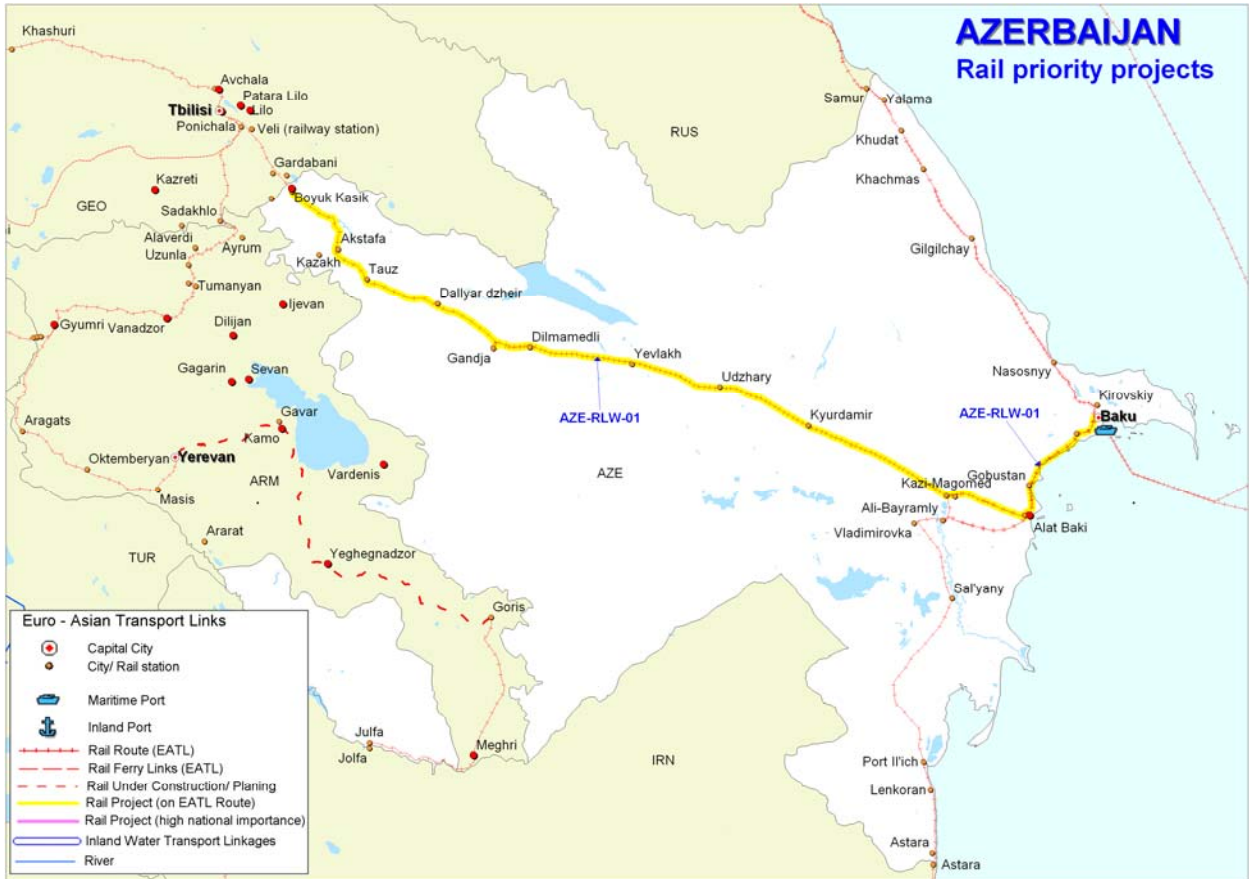 AZERBAIJAN
Rail priority projects
Khashuri
Avchala
Patara Lilo
Tbilisi
Lilo
Ponichala
Veli (railway station)
Samur
Yalama
RUS
Khudat
Gardabani
Khachmas
Kazreti
Boyuk Kasik
GEO
Sadakhlo
i
Alaverdi
Ayrum
Akstafa
Gilgilchay
Uzunla
Kazakh
Tauz
Tumanyan
Ijevan
Dallyar dzheir
Gyumri
Vanadzor
Dilijan
Dilmamedli
Gandja
Yevlakh
Nasosnyy
Gagarin
Sevan
Udzhary
Kirovskiy
Aragats
Gavar
AZE-RLW-01
AZE-RLW-01
Baku
Kamo
Kyurdamir
Oktemberyan
Yerevan
Vardenis
AZE
Gobustan
ARM
Kazi-Magomed
Masis
Ali-Bayramly
Ararat
Vladimirovka
Alat Baki
TUR
Yeghegnadzor
Sal'yany
Goris
Euro - Asian Transport Links
Capital City
City/ Rail station
Maritime Port
Inland Port
Rail Route (EATL)
Rail Ferry Links (EATL)
Rail Under Construction/ Planing
Rail Project (on EATL Route)
Rail Project (high national importance)
Inland Water Transport Linkages
River
Julfa
Jolfa
Meghri
IRN
Port Il'ich
Lenkoran
Astara
Astara